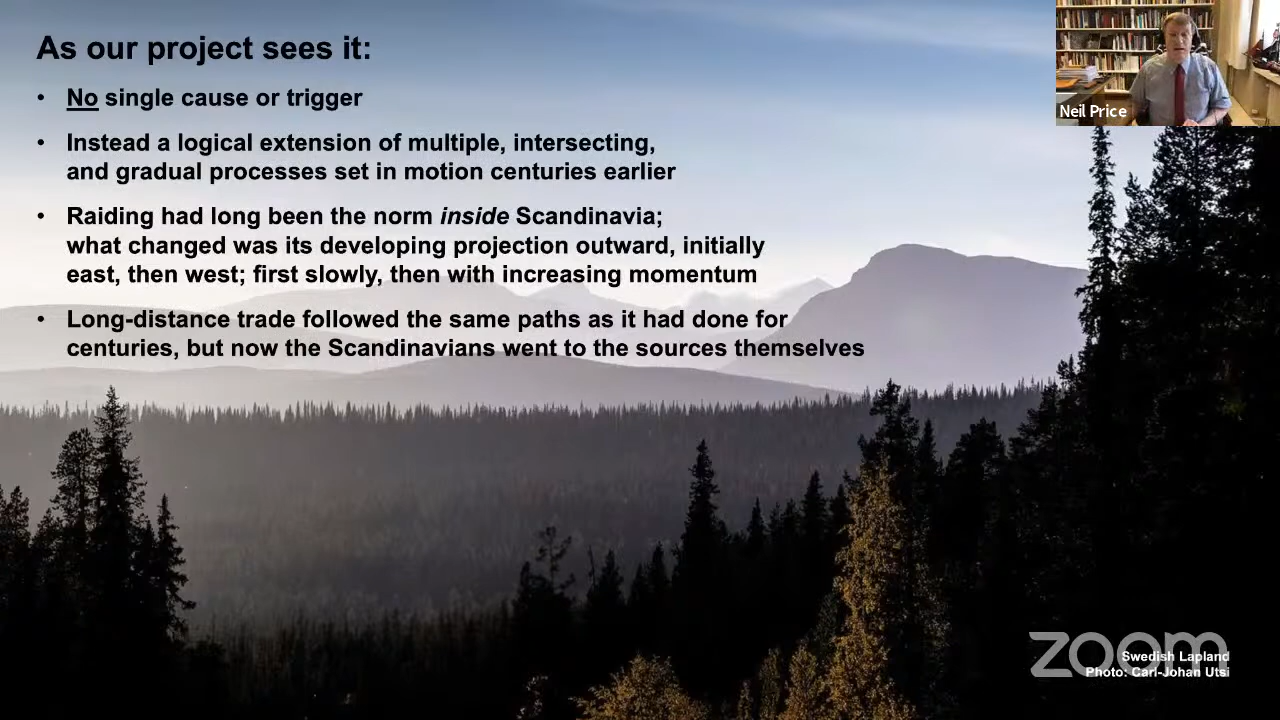 As our project sees it:
• No single cause or trigger
• Instead a logical extension of multiple, intersecting,
and gradual processes set in motion centuries earlier
• Raiding had long been the norm inside Scandinavia;
what changed was its developing projection outward, initially
east, then west; first slowly, then with increasing momentum
• Long-distance trade followed the same paths as it had done for
centuries, but now the Scandinavians went to the sources themselves
Neil Price
zoom
Swedish Lapland
Photo: Carl-Johan Utsi